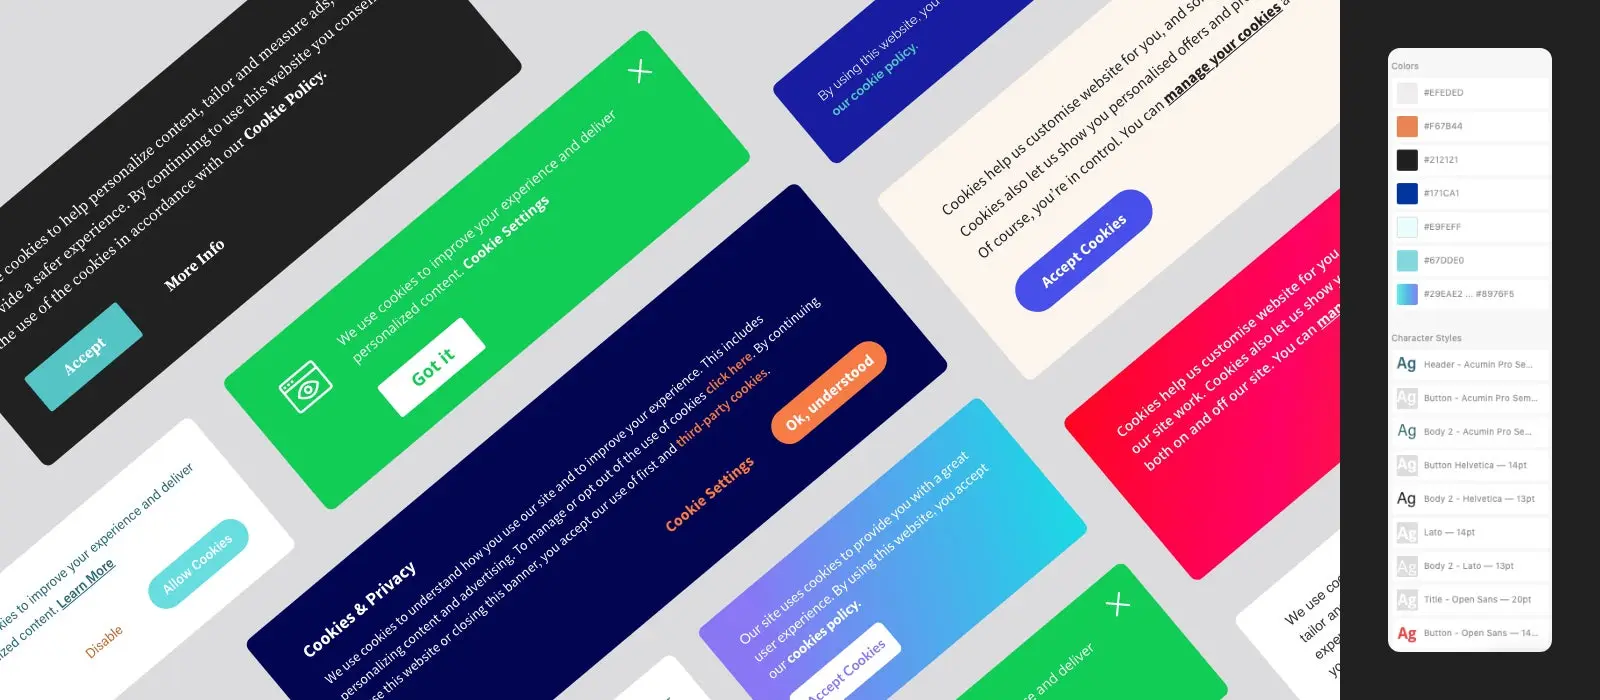 cookies to help personalize content, tailor and measure ads,
vide a safer experience. By continuing to use this website you consen
the use of the cookies in accordance with our Cookie Policy.
Accept
More Info
We use cookies to improve your experience and deliver
personalized content. Cookie Settings
Got it
By using this website, you
our cookie policy.
Cookies help us customise website for you, and so
Cookies also let us show you personalised offers and pr
Of course, you're in control. You can manage your cookies
Accept Cookies
Cookies & Privacy
We use cookies to understand how you use our site and to improve your experience. This includes
personalizing content and advertising. To manage or opt out of the use of cookies click here. By continuing
se this website or closing this banner, you accept our use of first and third-party cookies.
Cookie Settings
Ok, understood
kies to improve your experience and deliver
ized content. Learn More
Disable
Allow Cookies
Our site uses cookies to provide you with a great
user experience. By using this website, you accept
our cookies policy.
Accept Cookies
Cookies help us customise website for you
our site work. Cookies also let us show y
both on and off our site. You can man
e and deliver
We use coo
tailor an
expe
yo
Colors
#EFEDED
#F67B44
#212121
#171CA1
#E9FEFF
#67DDE0
#29EAE2 ... #8976F5
Character Styles
Ag Header - Acumin Pro Se...
Ag Button - Acumin Pro Sem...
Ag Body 2 - Acumin Pro Se...
Ag Button Helvetica — 14pt
Ag Body 2 - Helvetica — 13pt
Ag Lato — 14pt
Ag Body 2 - Lato — 13pt
Ag Title - Open Sans — 20pt
Ag Button - Open Sans — 14...